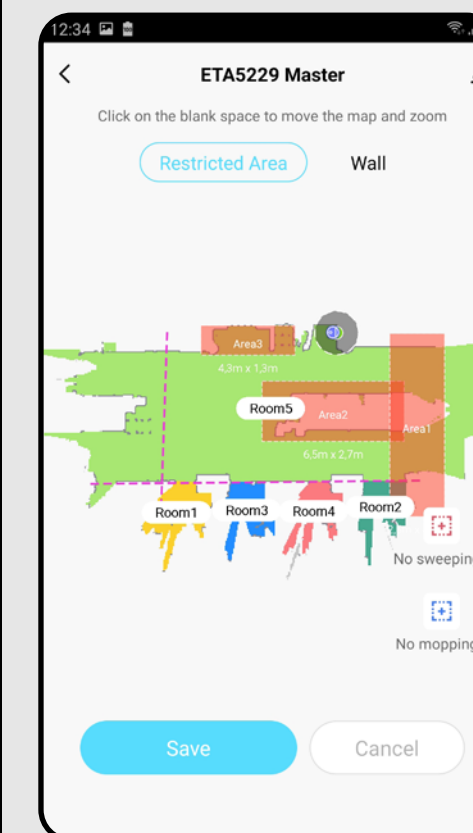 12:34
ETA5229 Master
Click on the blank space to move the map and zoom
Restricted Area
Wall
Area3
4,3m x 1,3m
Room5
Area2
Area1
6,5m x 2,7m
Room1
Room3
Room4
Room2
No sweeping
No mopping
Save
Cancel